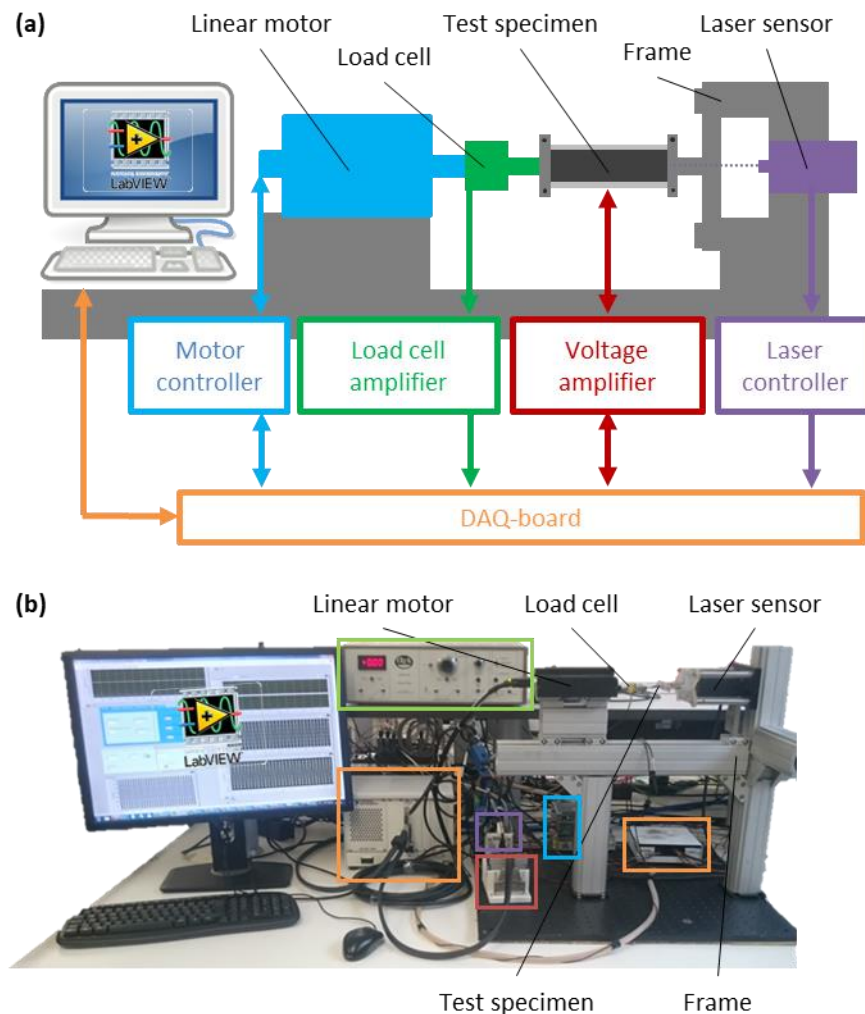 (a)
Linear motor
Test specimen
Laser sensor
Load cell
Frame
LabVIEW
Motor
controller
Load cell
amplifier
Voltage
amplifier
Laser
controller
DAQ-board
(b)
Linear motor
Load cell
Laser sensor
LabVIEW
Test specimen
Frame